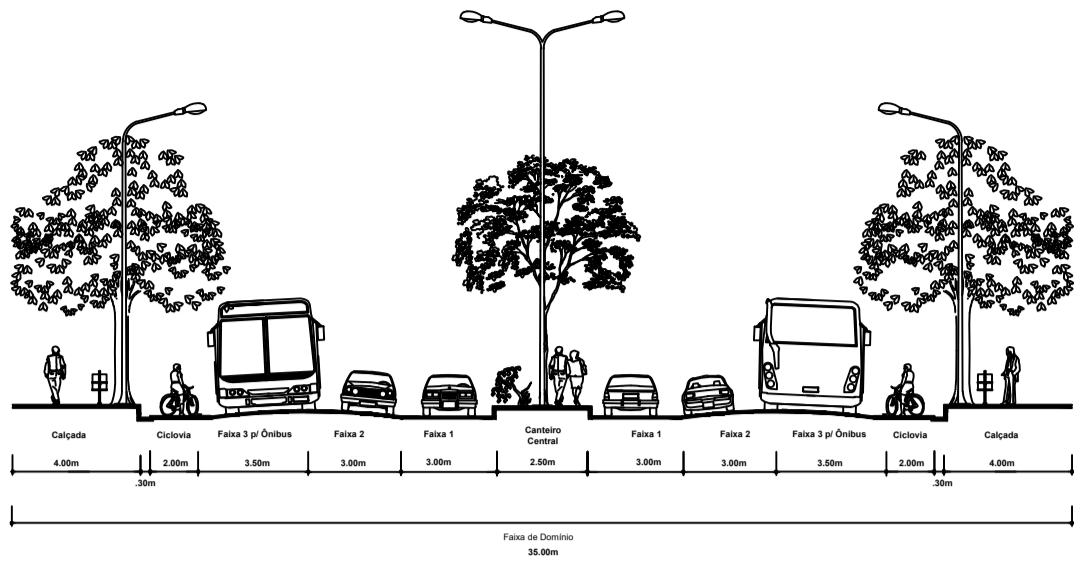 Calçada
Ciclovia
Faixa 3 p/ Ônibus
Faixa 2
Faixa 1
Canteiro
Central
Faixa 1
Faixa 2
Faixa 3 p/ Ônibus
Ciclovia
Calçada
4.00m
2.00m
3.50m
3.00m
3.00m
2.50m
3.00m
3.00m
3.50m
2.00m
4.00m
.30m
.30m
Faixa de Domínio
35.00m